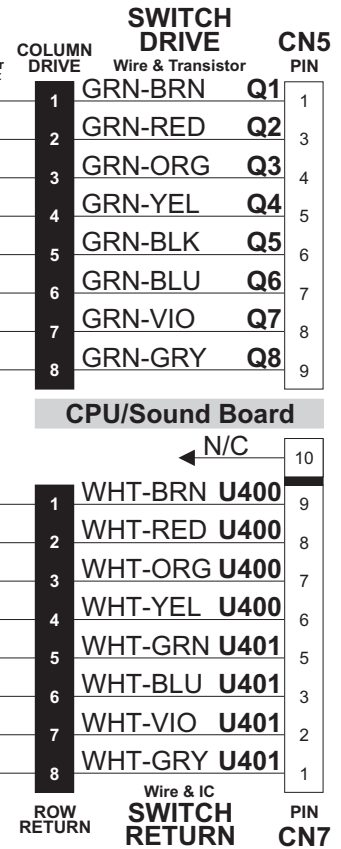 SWITCH
COLUMN DRIVE CN5
DRIVE Wire & Transistor PIN
1 GRN-BRN Q1 1
2 GRN-RED Q2 3
3 GRN-ORG Q3 4
4 GRN-YEL Q4 5
5 GRN-BLK Q5 6
6 GRN-BLU Q6 7
7 GRN-VIO Q7 8
8 GRN-GRY Q8 9
CPU/Sound Board
N/C 10
1 WHT-BRN U400 9
2 WHT-RED U400 8
3 WHT-ORG U400 7
4 WHT-YEL U400 6
5 WHT-GRN U401 5
6 WHT-BLU U401 3
7 WHT-VIO U401 2
8 WHT-GRY U401 1
Wire & IC
ROW SWITCH PIN
RETURN RETURN CN7